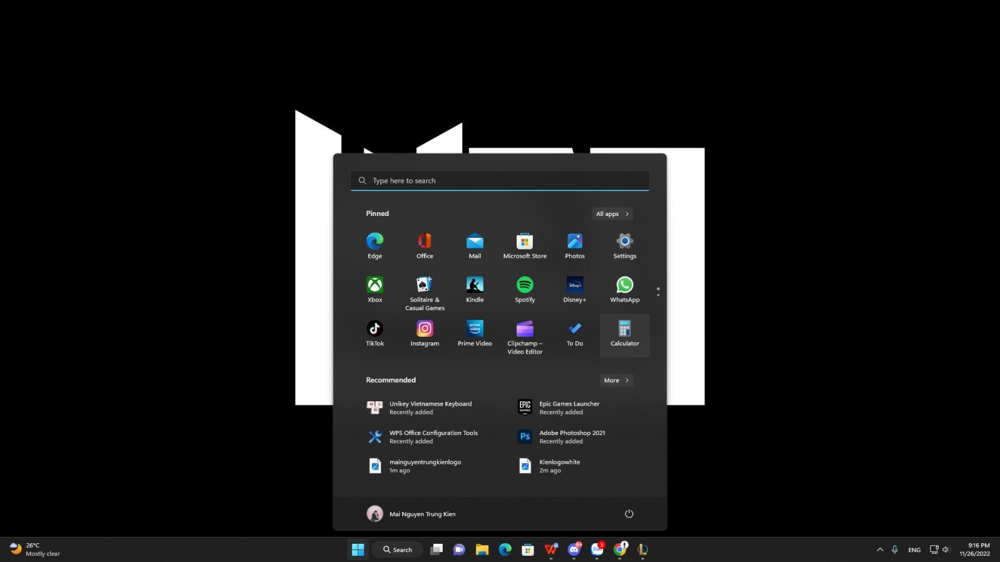 Type here to search
Pinned
All apps
Edge
Office
Mail
Microsoft Store
Photos
Settings
Xbox
Solitaire &
Casual Games
Kindle
Spotify
Disney+
WhatsApp
TikTok
Instagram
Prime Video
Clipchamp –
Video Editor
To Do
Calculator
Recommended
More
Unikey Vietnamese Keyboard
Recently added
Epic Games Launcher
Recently added
WPS Office Configuration Tools
Recently added
Adobe Photoshop 2021
Recently added
mainguyentrungkienlogo
1m ago
Kienlogowhite
2m ago
Mai Nguyen Trung Kien
26°C
Mostly clear
Search
9+
Zalo
3
ENG
9:16 PM
11/26/2022